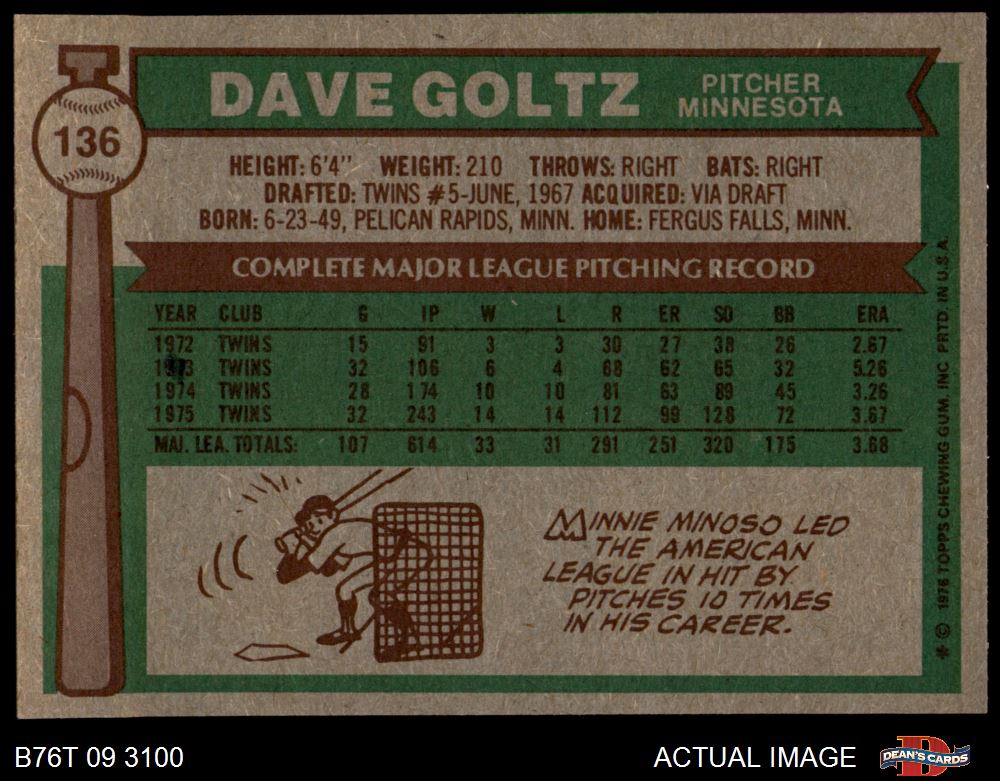 136
DAVE GOLTZ
PITCHER
MINNESOTA
HEIGHT: 6'4" WEIGHT: 210 THROWS: RIGHT BATS: RIGHT
DRAFTED: TWINS #5-JUNE, 1967 ACQUIRED: VIA DRAFT
BORN: 6-23-49, PELICAN RAPIDS, MINN. HOME: FERGUS FALLS, MINN.
COMPLETE MAJOR LEAGUE PITCHING RECORD
YEAR CLUB G IP W L R ER SO BB ERA
1972 TWINS 15 91 3 3 30 27 38 26 2.67
1973 TWINS 32 106 6 4 68 62 65 32 5.26
1974 TWINS 28 174 10 10 81 63 89 45 3.26
1975 TWINS 32 243 14 14 112 99 128 72 3.67
MAJ. LEA. TOTALS: 107 614 33 31 291 251 320 175 3.68
MINNIE MINOSO LED
THE AMERICAN
LEAGUE IN HIT BY
PITCHES 10 TIMES
IN HIS CAREER.
* © 1976 TOPPS CHEWING GUM, INC PRTD. IN U.S.A.
B76T 09 3100
ACTUAL IMAGE
D
DEAN'S CARDS